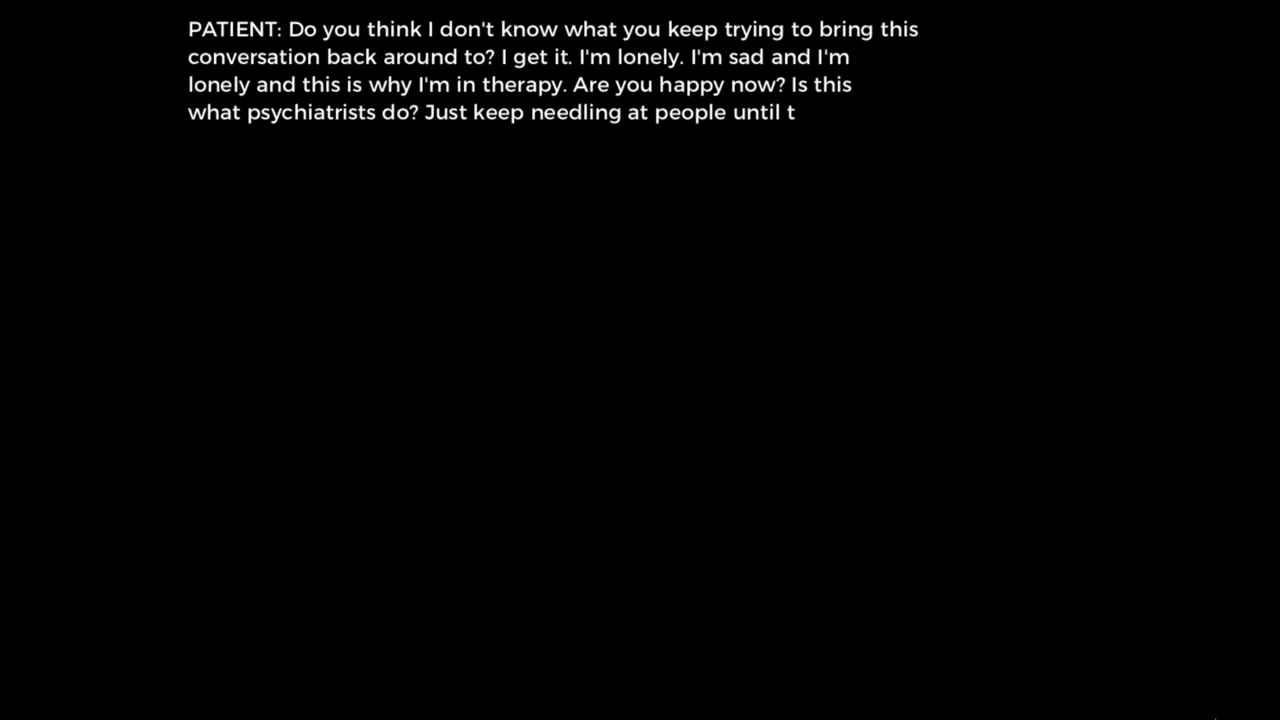 PATIENT: Do you think I don't know what you keep trying to bring this
conversation back around to? I get it. I'm lonely. I'm sad and I'm
lonely and this is why I'm in therapy. Are you happy now? Is this
what psychiatrists do? Just keep needling at people until t